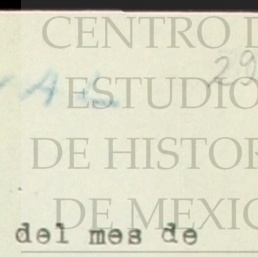 CENTRO D
29
ESTUDIO
DE HISTOR
DE MEXIC
del mes de